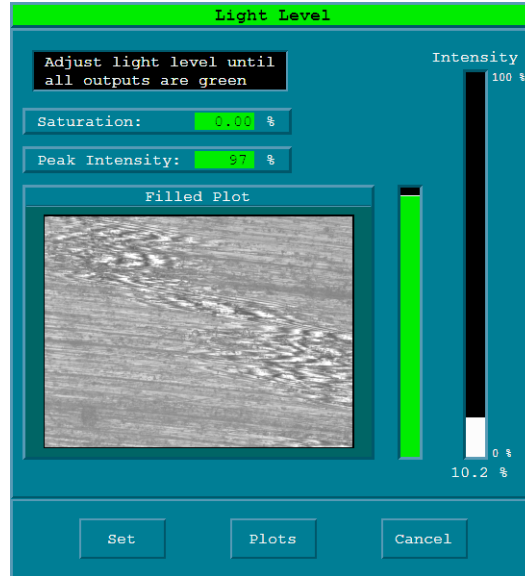 Light Level
Adjust light level until
all outputs are green
Intensity
100 %
Saturation: 0.00 %
Peak Intensity: 97 %
Filled Plot
0 %
10.2 %
Set
Plots
Cancel